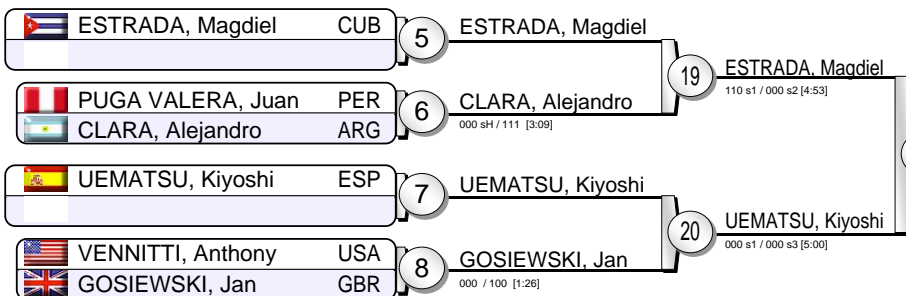 ESTRADA, Magdiel CUB
5
ESTRADA, Magdiel
19
ESTRADA, Magdiel
110 s1 / 000 s2 [4:53]
PUGA VALERA, Juan PER
CLARA, Alejandro ARG
6
CLARA, Alejandro
000 sH / 111 [3:09]
UEMATSU, Kiyoshi ESP
7
UEMATSU, Kiyoshi
20
UEMATSU, Kiyoshi
000 s1 / 000 s3 [5:00]
VENNITTI, Anthony USA
GOSIEWSKI, Jan GBR
8
GOSIEWSKI, Jan
000 / 100 [1:26]